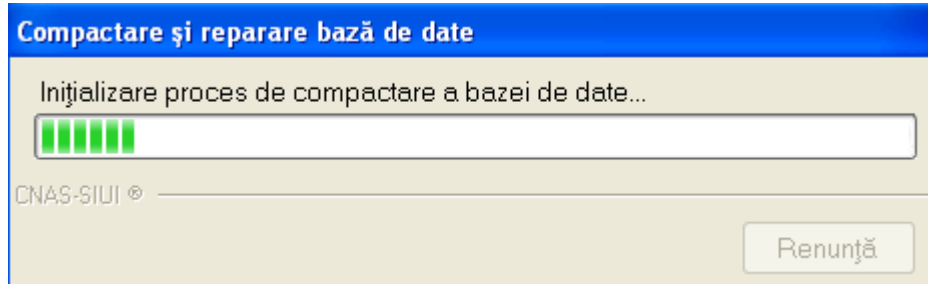 Compactare şi reparare bază de date
Iniţializare proces de compactare a bazei de date...
CNAS-SIUI ®
Renunţă